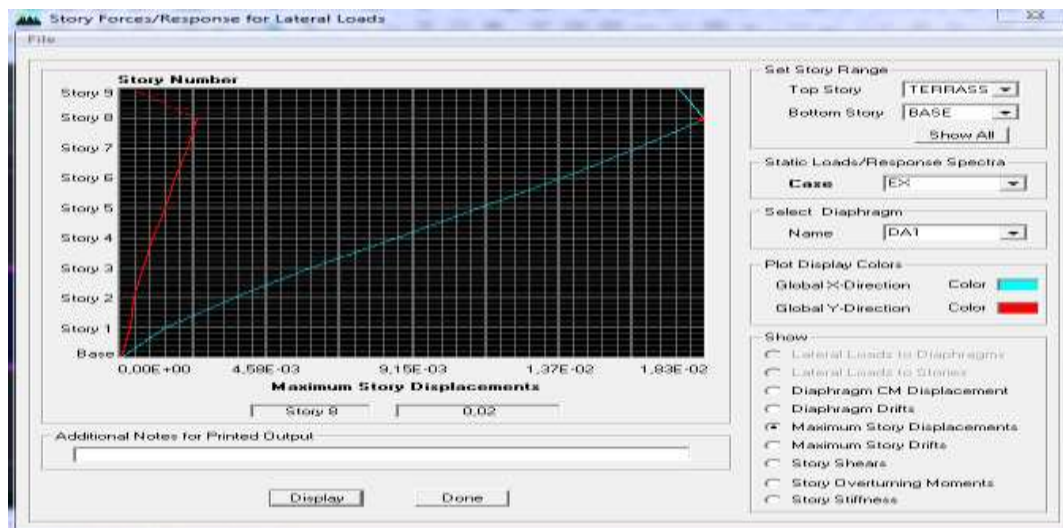 Story Forces/Response for Lateral Loads
File
Story Number
Story 9
Story 8
Story 7
Story 6
Story 5
Story 4
Story 3
Story 2
Story 1
Base
0,00E+00 4,58E-03 9,15E-03 1,37E-02 1,83E-02
Maximum Story Displacements
Story 8 0,02
Additional Notes for Printed Output
Display Done
Set Story Range
Top Story TERRASS
Bottom Story BASE
Show All
Static Loads/Response Spectra
Case EX
Select Diaphragm
Name DA1
Plot Display Colors
Global X-Direction Color
Global Y-Direction Color
Show
Lateral Loads to Diaphragms
Lateral Loads to Stories
Diaphragm CM Displacement
Diaphragm Drifts
Maximum Story Displacements
Maximum Story Drifts
Story Shears
Story Overturning Moments
Story Stiffness